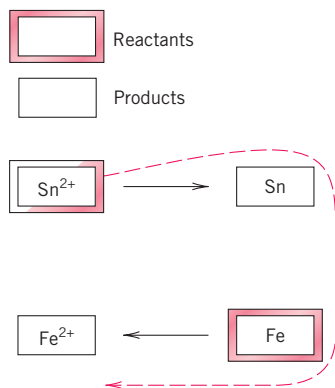 Reactants
Products
Sn²⁺ Sn
Fe²⁺ Fe